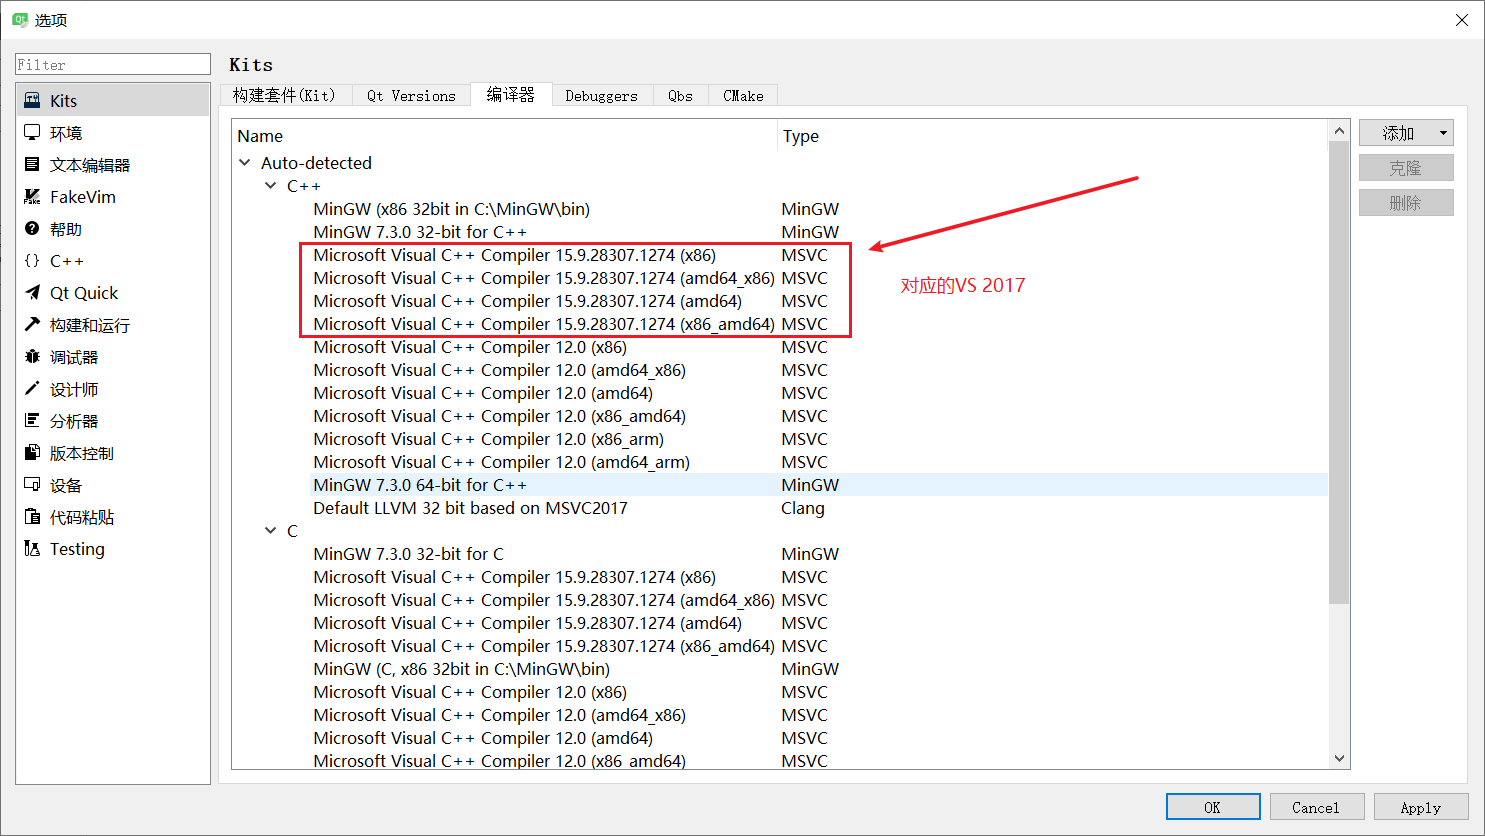 选项
Filter
Kits
环境
文本编辑器
FakeVim
帮助
C++
Qt Quick
构建和运行
调试器
设计师
分析器
版本控制
设备
代码粘贴
Testing
Kits
构建套件(Kit) Qt Versions 编译器 Debuggers Qbs CMake
Name Type
Auto-detected
C++
MinGW (x86 32bit in C:\MinGW\bin) MinGW
MinGW 7.3.0 32-bit for C++ MinGW
Microsoft Visual C++ Compiler 15.9.28307.1274 (x86) MSVC
Microsoft Visual C++ Compiler 15.9.28307.1274 (amd64_x86) MSVC
Microsoft Visual C++ Compiler 15.9.28307.1274 (amd64) MSVC
Microsoft Visual C++ Compiler 15.9.28307.1274 (x86_amd64) MSVC
对应的VS 2017
Microsoft Visual C++ Compiler 12.0 (x86) MSVC
Microsoft Visual C++ Compiler 12.0 (amd64_x86) MSVC
Microsoft Visual C++ Compiler 12.0 (amd64) MSVC
Microsoft Visual C++ Compiler 12.0 (x86_amd64) MSVC
Microsoft Visual C++ Compiler 12.0 (x86_arm) MSVC
Microsoft Visual C++ Compiler 12.0 (amd64_arm) MSVC
MinGW 7.3.0 64-bit for C++ MinGW
Default LLVM 32 bit based on MSVC2017 Clang
C
MinGW 7.3.0 32-bit for C MinGW
Microsoft Visual C++ Compiler 15.9.28307.1274 (x86) MSVC
Microsoft Visual C++ Compiler 15.9.28307.1274 (amd64_x86) MSVC
Microsoft Visual C++ Compiler 15.9.28307.1274 (amd64) MSVC
Microsoft Visual C++ Compiler 15.9.28307.1274 (x86_amd64) MSVC
MinGW (C, x86 32bit in C:\MinGW\bin) MinGW
Microsoft Visual C++ Compiler 12.0 (x86) MSVC
Microsoft Visual C++ Compiler 12.0 (amd64_x86) MSVC
Microsoft Visual C++ Compiler 12.0 (amd64) MSVC
Microsoft Visual C++ Compiler 12.0 (x86_amd64) MSVC
添加
克隆
删除
OK Cancel Apply